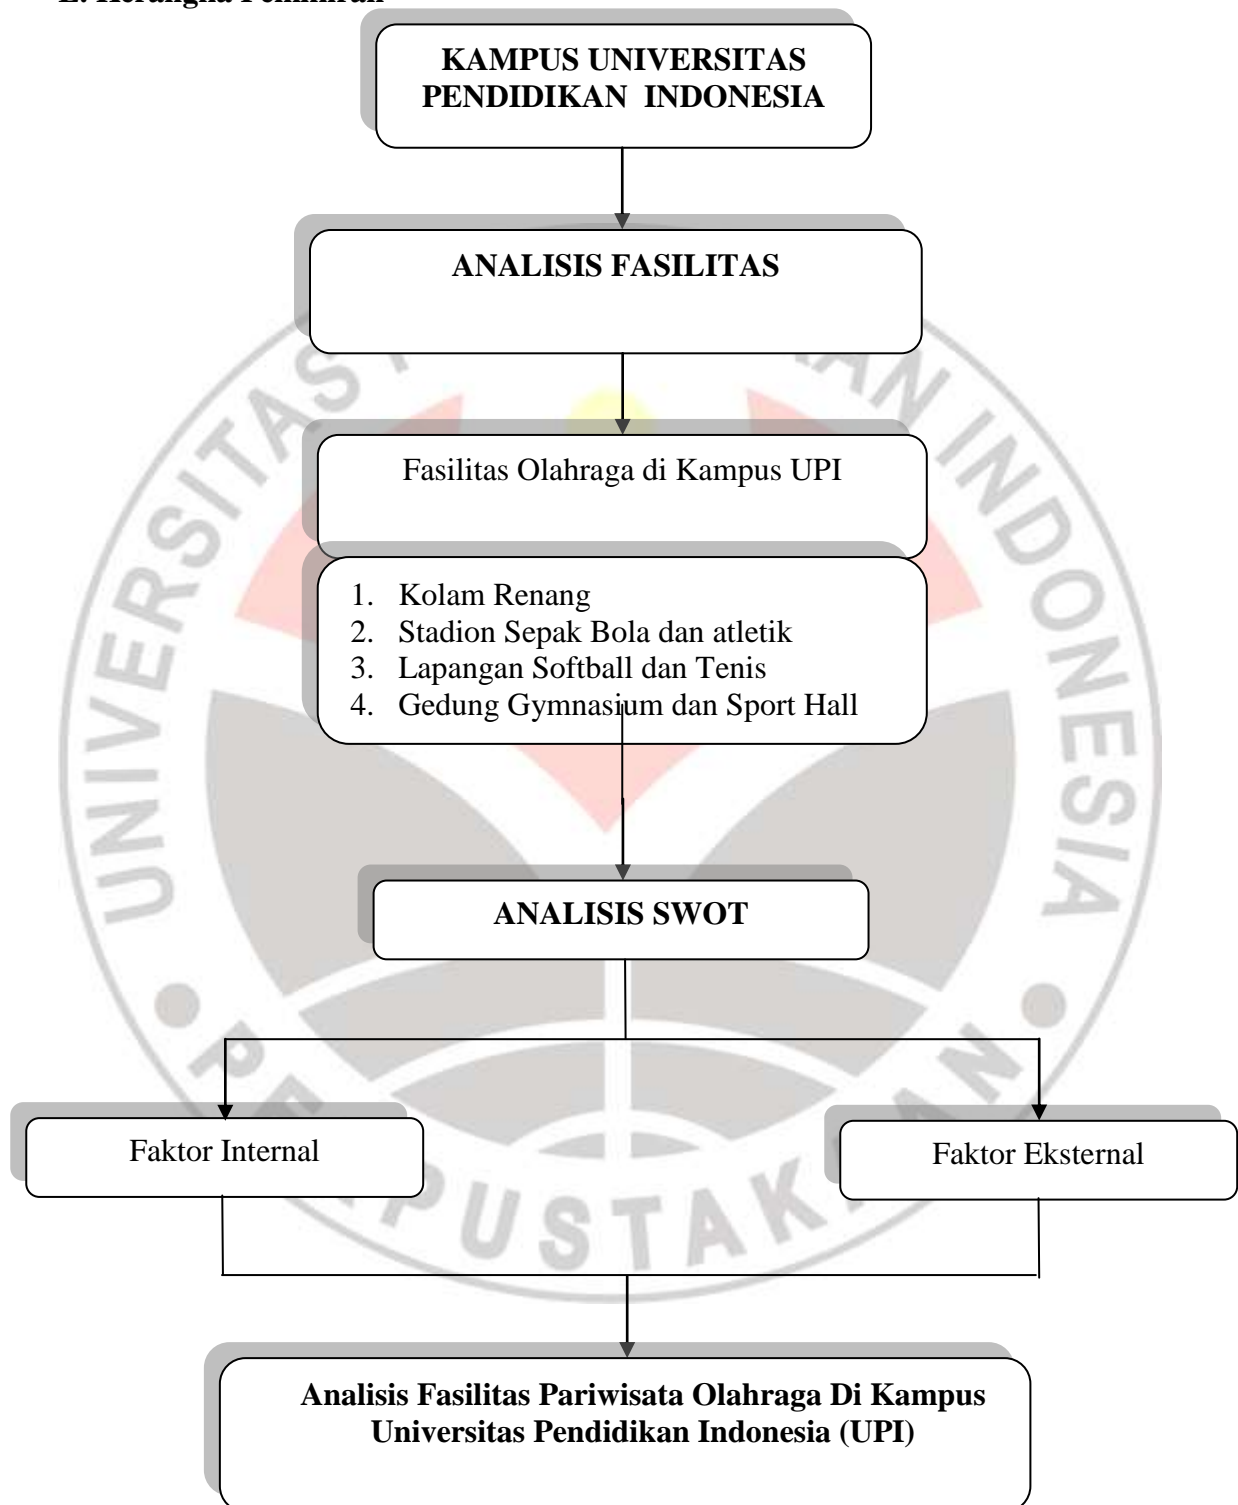 KAMPUS UNIVERSITAS
PENDIDIKAN INDONESIA
ANALISIS FASILITAS
Fasilitas Olahraga di Kampus UPI
1. Kolam Renang
2. Stadion Sepak Bola dan atletik
3. Lapangan Softball dan Tenis
4. Gedung Gymnasium dan Sport Hall
ANALISIS SWOT
Faktor Internal
Faktor Eksternal
Analisis Fasilitas Pariwisata Olahraga Di Kampus
Universitas Pendidikan Indonesia (UPI)
UNIVERSITAS
INDONESIA